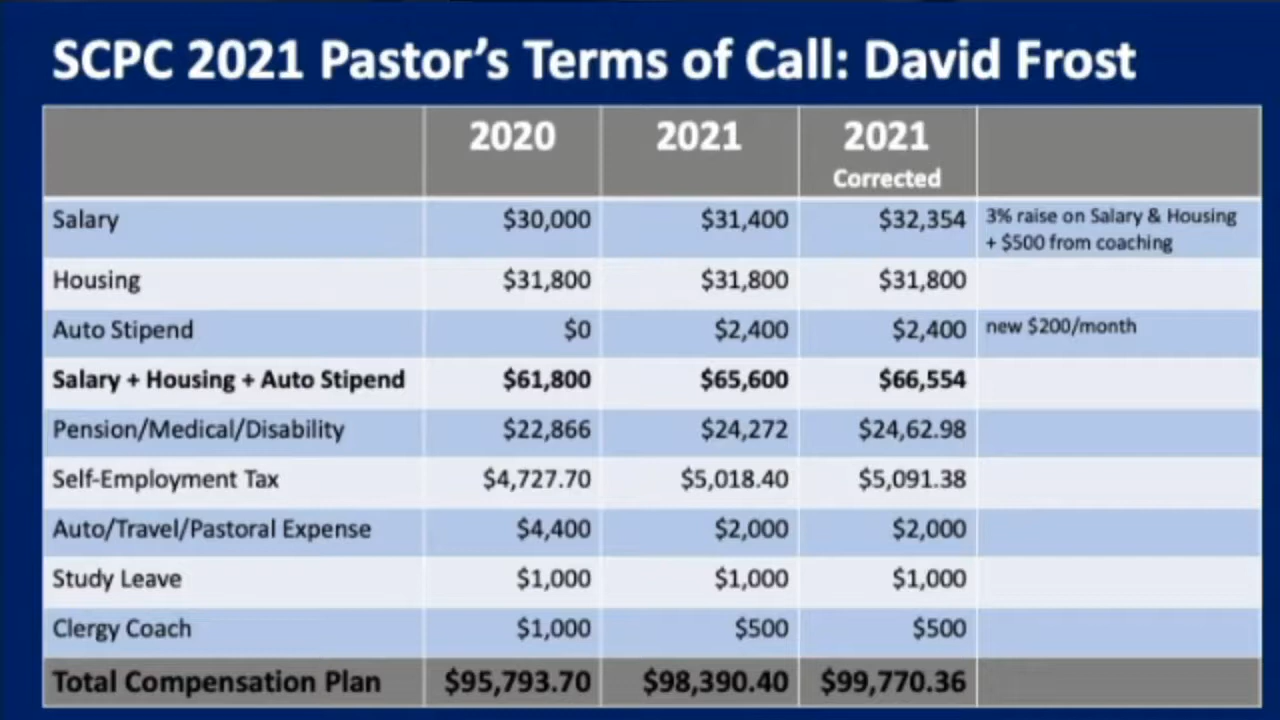 SCPC 2021 Pastor's Terms of Call: David Frost
2020 2021 2021
Corrected
Salary $30,000 $31,400 $32,354 3% raise on Salary & Housing
+ $500 from coaching
Housing $31,800 $31,800 $31,800
Auto Stipend $0 $2,400 $2,400 new $200/month
Salary + Housing + Auto Stipend $61,800 $65,600 $66,554
Pension/Medical/Disability $22,866 $24,272 $24,62.98
Self-Employment Tax $4,727.70 $5,018.40 $5,091.38
Auto/Travel/Pastoral Expense $4,400 $2,000 $2,000
Study Leave $1,000 $1,000 $1,000
Clergy Coach $1,000 $500 $500
Total Compensation Plan $95,793.70 $98,390.40 $99,770.36